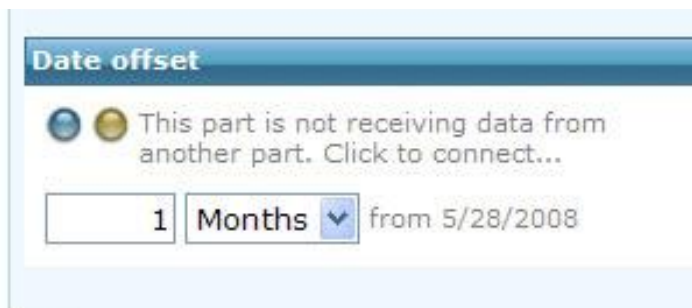 Date offset
This part is not receiving data from
another part. Click to connect...
1 Months from 5/28/2008